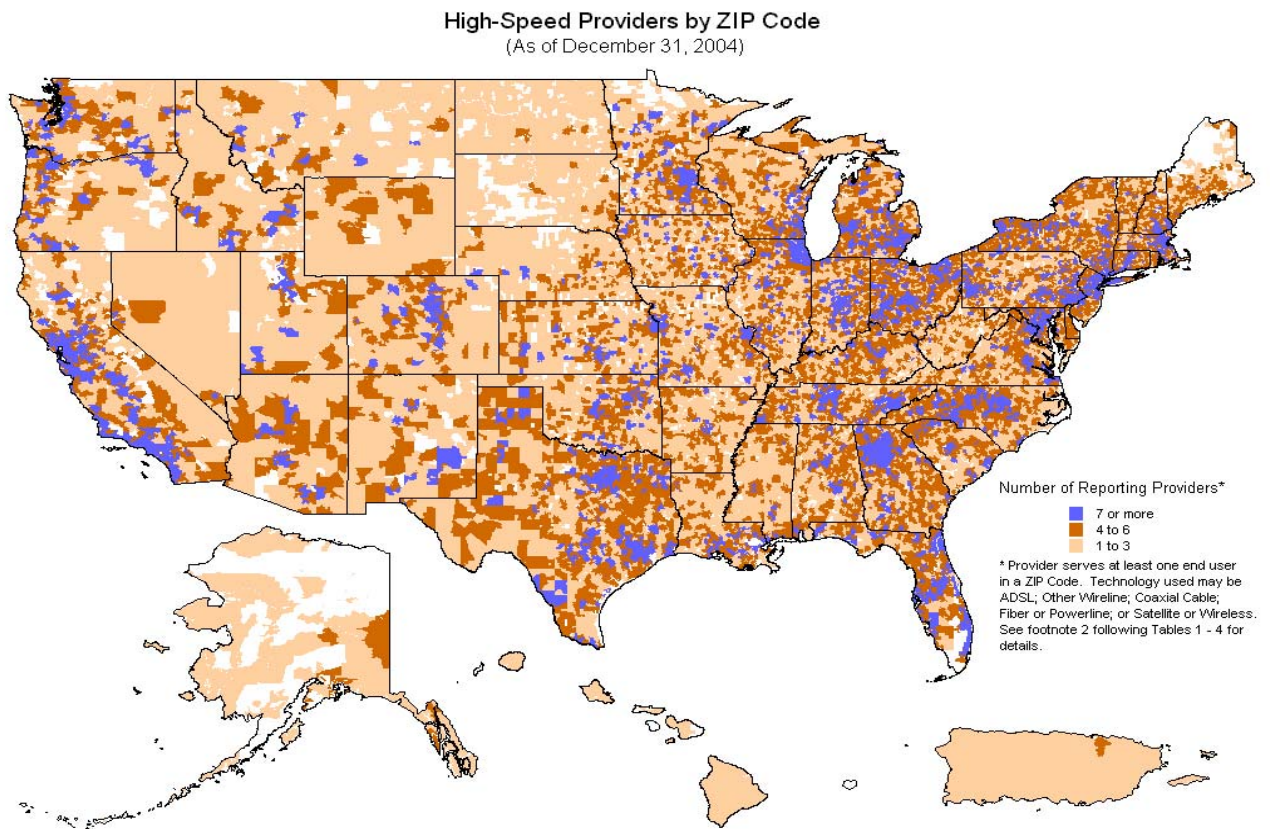 High-Speed Providers by ZIP Code
(As of December 31, 2004)
Number of Reporting Providers*
7 or more
4 to 6
1 to 3
* Provider serves at least one end user
in a ZIP Code. Technology used may be
ADSL; Other Wireline; Coaxial Cable;
Fiber or Powerline; or Satellite or Wireless.
See footnote 2 following Tables 1 - 4 for
details.